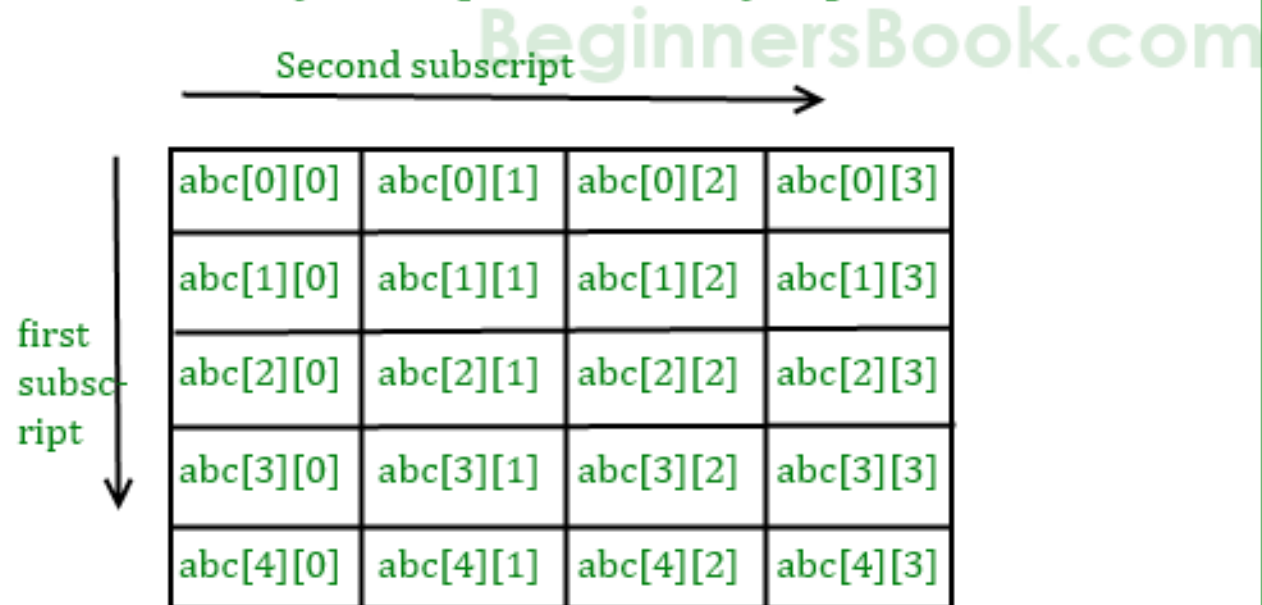 BeginnersBook.com
Second subscript
abc[0][0] abc[0][1] abc[0][2] abc[0][3]
abc[1][0] abc[1][1] abc[1][2] abc[1][3]
first
subsc-
ript
abc[2][0] abc[2][1] abc[2][2] abc[2][3]
abc[3][0] abc[3][1] abc[3][2] abc[3][3]
abc[4][0] abc[4][1] abc[4][2] abc[4][3]